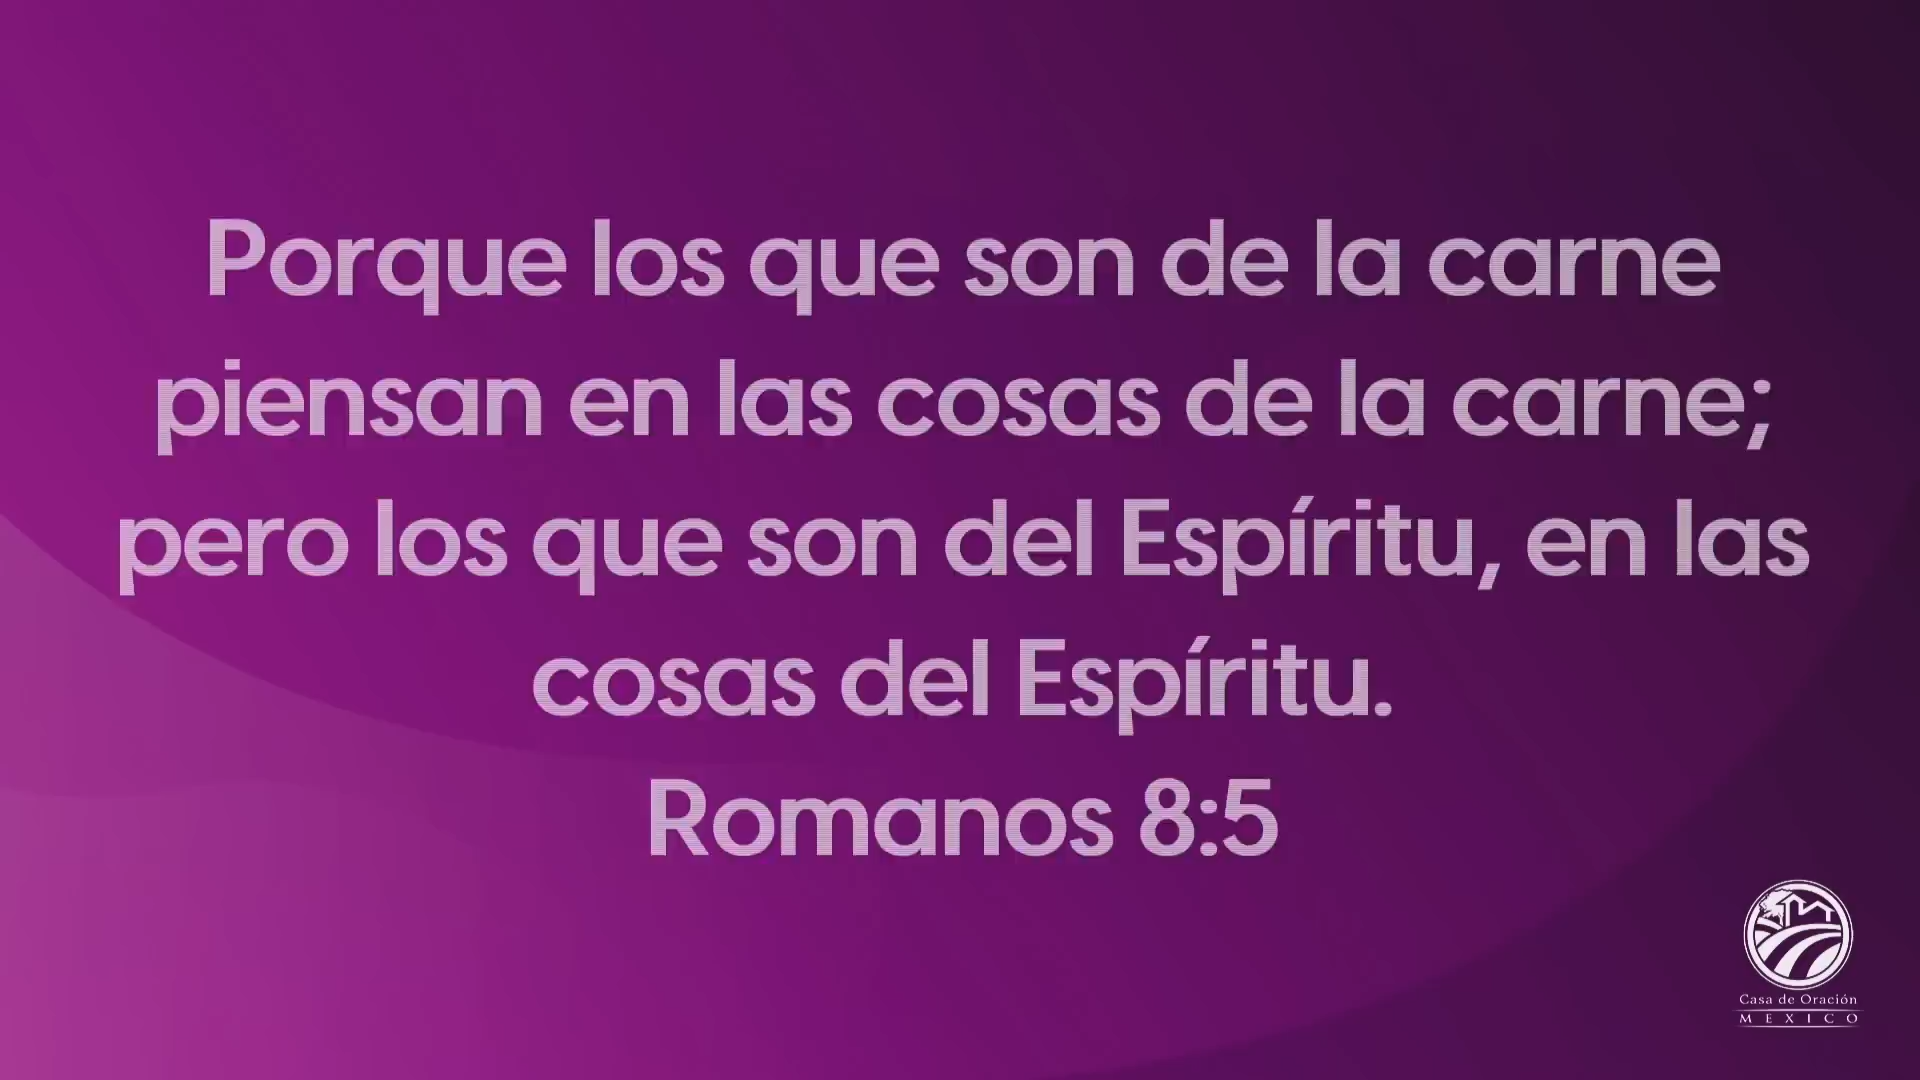 Porque los que son de la carne
piensan en las cosas de la carne;
pero los que son del Espíritu, en las
cosas del Espíritu.
Romanos 8:5
Casa de Oración
MEXICO